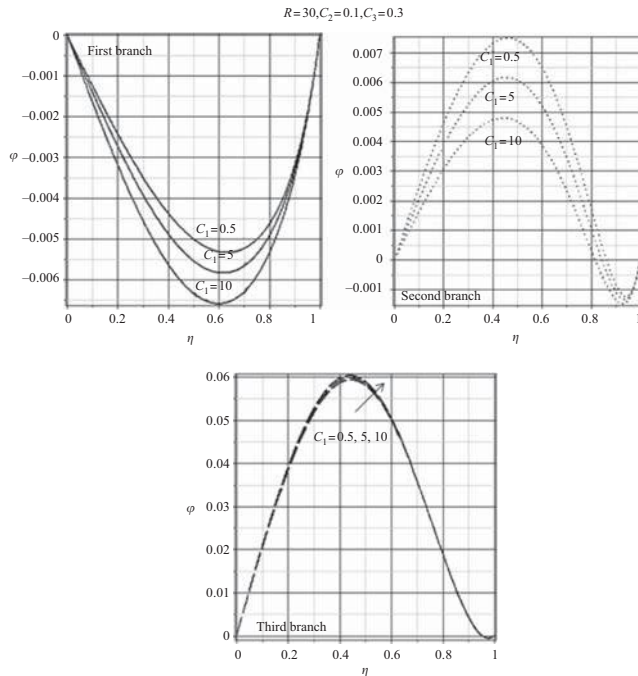 R=30,C₂=0.1,C₃=0.3
First branch
0
−0.001
−0.002
−0.003
−0.004
−0.005
−0.006
φ
C₁=0.5
C₁=5
C₁=10
0 0.2 0.4 0.6 0.8 1
η
0.007
0.006
0.005
0.004
0.003
0.002
0.001
0
−0.001
φ
C₁=0.5
C₁=5
C₁=10
Second branch
0 0.2 0.4 0.6 0.8 1
η
0.06
0.05
0.04
0.03
0.02
0.01
0
φ
C₁=0.5, 5, 10
Third branch
0 0.2 0.4 0.6 0.8 1
η